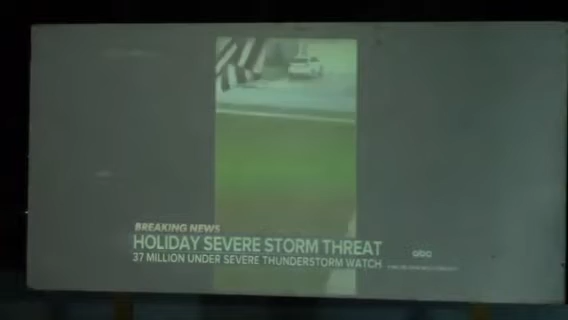 BREAKING NEWS
HOLIDAY SEVERE STORM THREAT
37 MILLION UNDER SEVERE THUNDERSTORM WATCH
abc